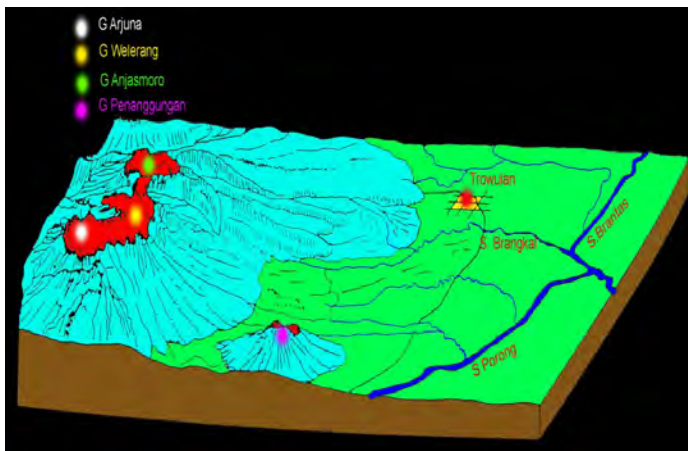 G Arjuna
G Welerang
G Anjasmoro
G Penanggungan
Trowulan
S. Brangkal
S.Brantas
S Porong